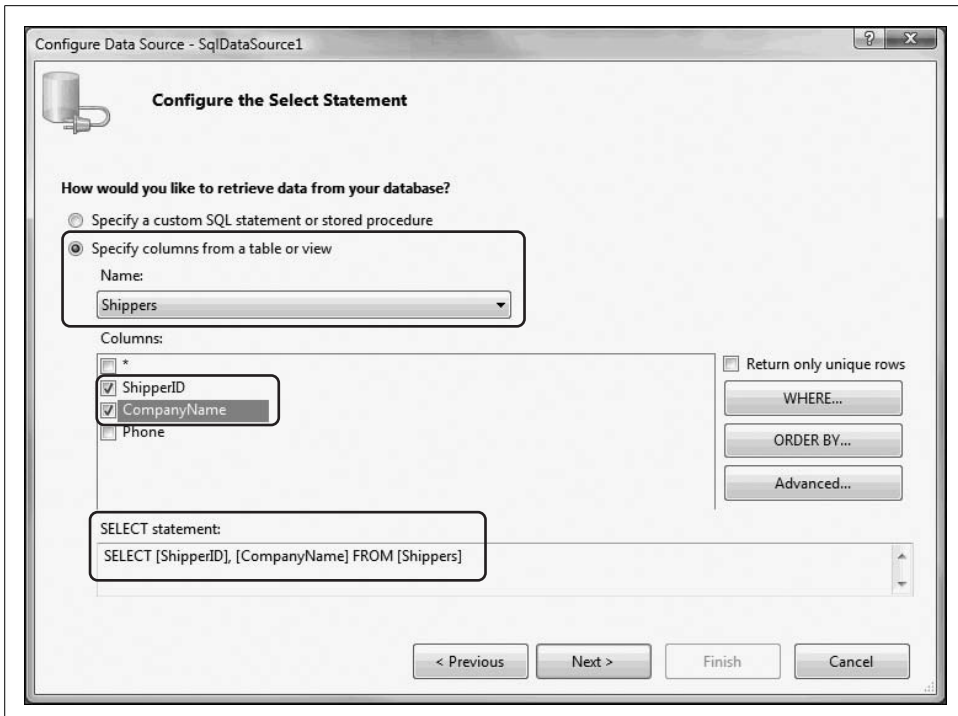 Configure Data Source - SqlDataSource1
Configure the Select Statement
How would you like to retrieve data from your database?
Specify a custom SQL statement or stored procedure
Specify columns from a table or view
Name:
Shippers
Columns:
*
ShipperID
CompanyName
Phone
Return only unique rows
WHERE...
ORDER BY...
Advanced...
SELECT statement:
SELECT [ShipperID], [CompanyName] FROM [Shippers]
< Previous
Next >
Finish
Cancel